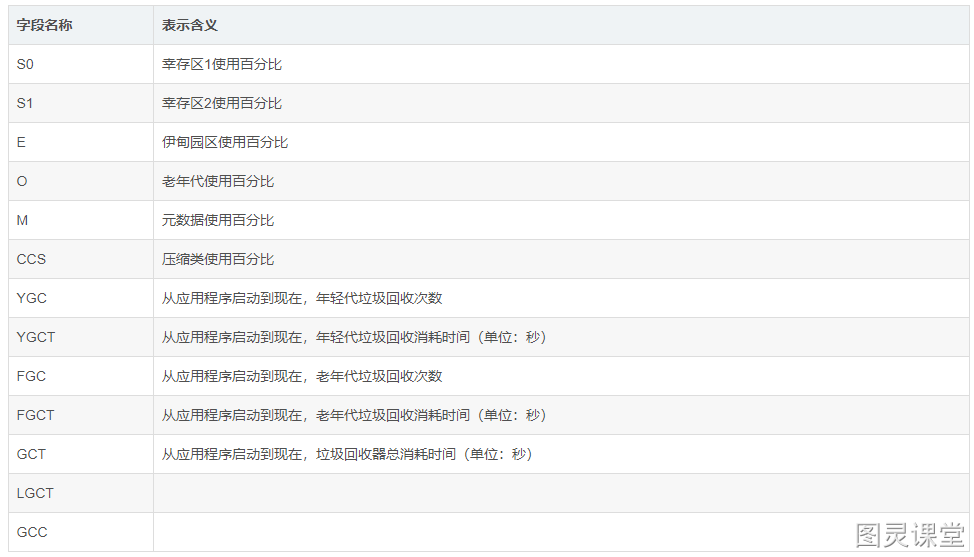 字段名称 表示含义
S0 幸存区1使用百分比
S1 幸存区2使用百分比
E 伊甸园区使用百分比
O 老年代使用百分比
M 元数据使用百分比
CCS 压缩类使用百分比
YGC 从应用程序启动到现在，年轻代垃圾回收次数
YGCT 从应用程序启动到现在，年轻代垃圾回收消耗时间（单位：秒）
FGC 从应用程序启动到现在，老年代垃圾回收次数
FGCT 从应用程序启动到现在，老年代垃圾回收消耗时间（单位：秒）
GCT 从应用程序启动到现在，垃圾回收器总消耗时间（单位：秒）
LGCT
GCC
图灵课堂